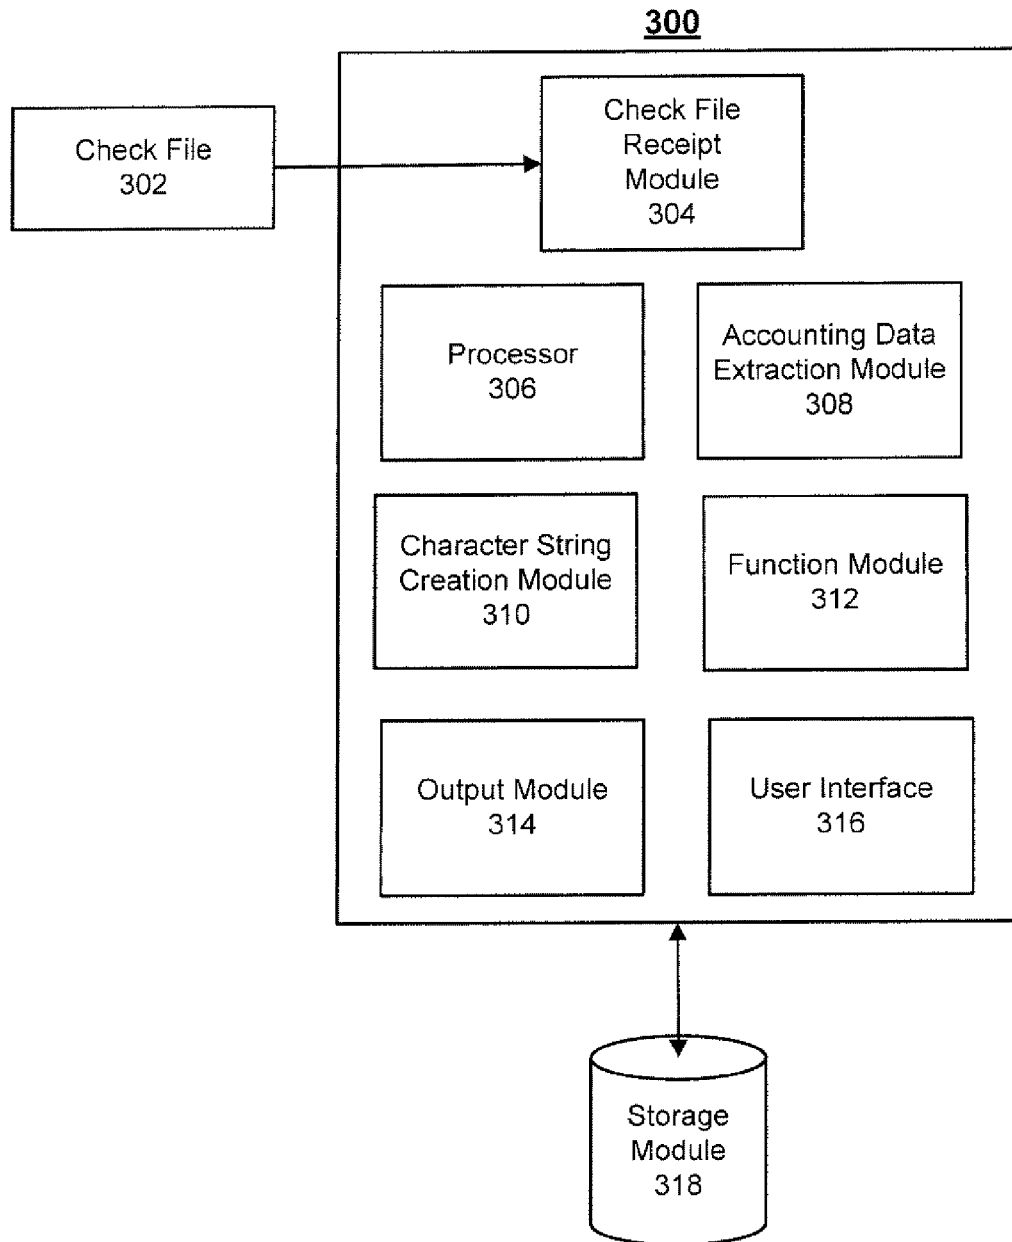 300
Check File
302
Check File
Receipt
Module
304
Processor
306
Accounting Data
Extraction Module
308
Character String
Creation Module
310
Function Module
312
Output Module
314
User Interface
316
Storage
Module
318